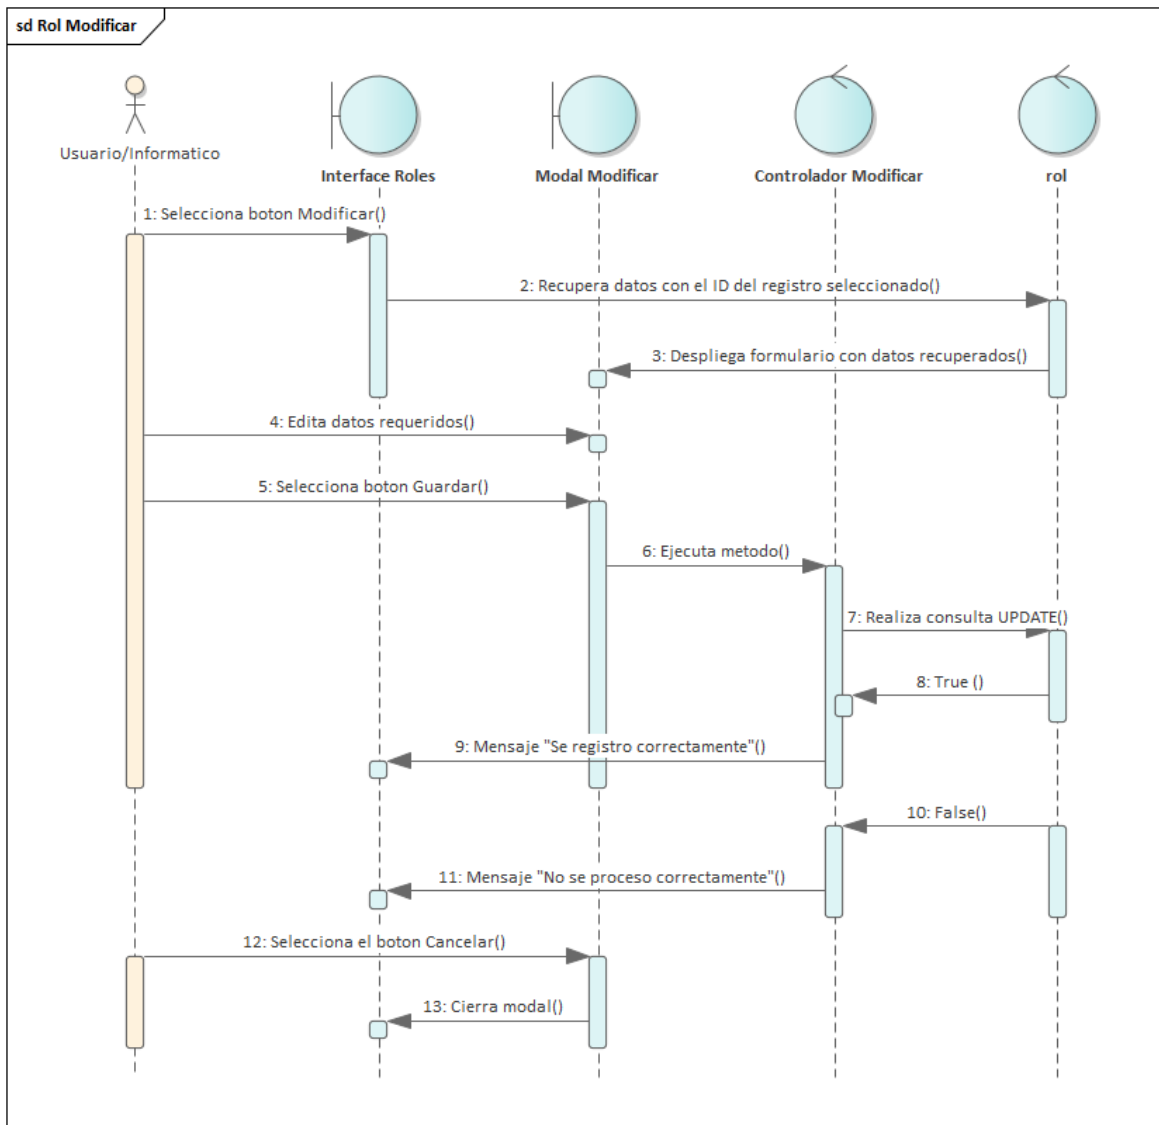 sd Rol Modificar
Usuario/Informatico
Interface Roles
Modal Modificar
Controlador Modificar
rol
1: Selecciona boton Modificar()
2: Recupera datos con el ID del registro seleccionado()
3: Despliega formulario con datos recuperados()
4: Edita datos requeridos()
5: Selecciona boton Guardar()
6: Ejecuta metodo()
7: Realiza consulta UPDATE()
8: True ()
9: Mensaje "Se registro correctamente"()
10: False()
11: Mensaje "No se proceso correctamente"()
12: Selecciona el boton Cancelar()
13: Cierra modal()